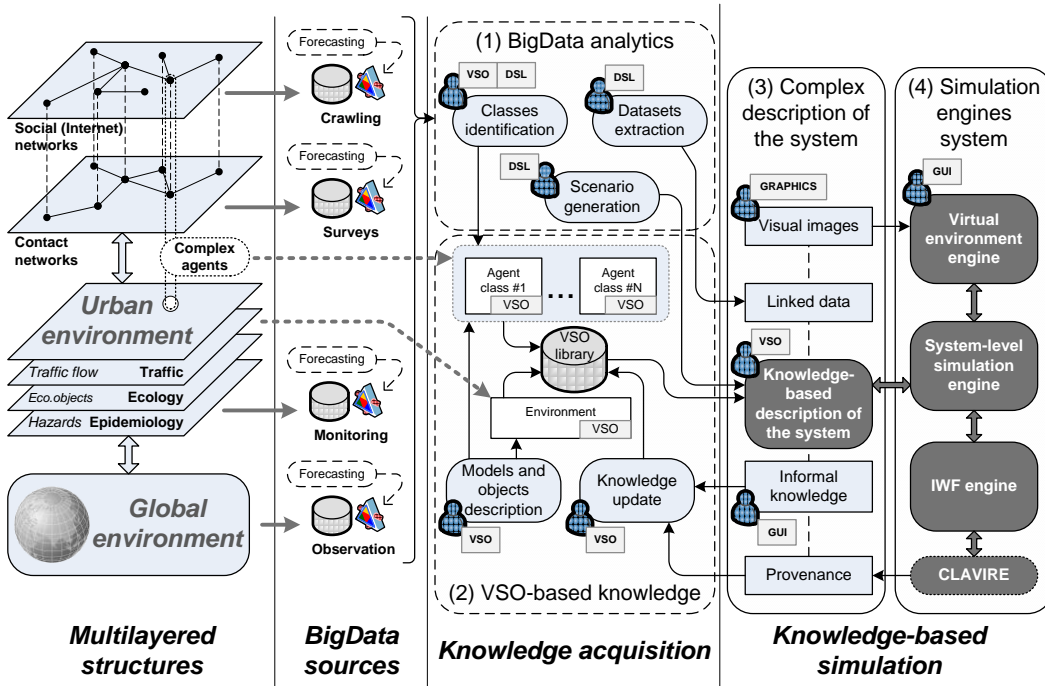 Social (Internet)
networks
Contact
networks
Complex
agents
Urban
environment
Traffic flow Traffic
Eco.objects Ecology
Hazards Epidemiology
Global
environment
Multilayered
structures
Forecasting
Crawling
Forecasting
Surveys
Forecasting
Monitoring
Forecasting
Observation
BigData
sources
(1) BigData analytics
VSO DSL
Classes
identification
DSL
Datasets
extraction
DSL
Scenario
generation
Agent
class #1
VSO
...
Agent
class #N
VSO
VSO
library
Environment
VSO
Models and
objects
description
VSO
Knowledge
update
VSO
(2) VSO-based knowledge
Knowledge acquisition
(3) Complex
description of
the system
GRAPHICS
Visual images
Linked data
VSO
Knowledge-
based
description of
the system
Informal
knowledge
GUI
Provenance
(4) Simulation
engines
system
GUI
Virtual
environment
engine
System-level
simulation
engine
IWF engine
CLAVIRE
Knowledge-based
simulation